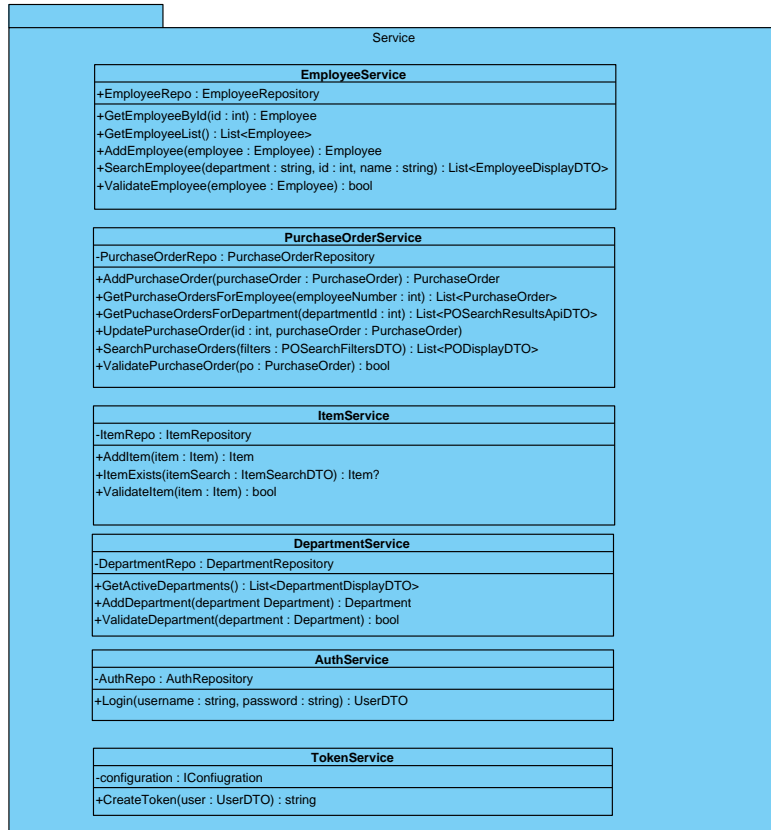 Service
EmployeeService
+EmployeeRepo : EmployeeRepository
+GetEmployeeById(id : int) : Employee
+GetEmployeeList() : List<Employee>
+AddEmployee(employee : Employee) : Employee
+SearchEmployee(department : string, id : int, name : string) : List<EmployeeDisplayDTO>
+ValidateEmployee(employee : Employee) : bool
PurchaseOrderService
-PurchaseOrderRepo : PurchaseOrderRepository
+AddPurchaseOrder(purchaseOrder : PurchaseOrder) : PurchaseOrder
+GetPuchaseOrdersForEmployee(employeeNumber : int) : List<PurchaseOrder>
+GetPuchaseOrdersForDepartment(departmentId : int) : List<POSearchResultsApiDTO>
+UpdatePurchaseOrder(id : int, purchaseOrder : PurchaseOrder)
+SearchPurchaseOrders(filters : POSearchFiltersDTO) : List<PODisplayDTO>
+ValidatePurchaseOrder(po : PurchaseOrder) : bool
ItemService
-ItemRepo : ItemRepository
+AddItem(item : Item) : Item
+ItemExists(itemSearch : ItemSearchDTO) : Item?
+ValidateItem(item : Item) : bool
DepartmentService
-DepartmentRepo : DepartmentRepository
+GetActiveDepartments() : List<DepartmentDisplayDTO>
+AddDepartment(department Department) : Department
+ValidateDepartment(department : Department) : bool
AuthService
-AuthRepo : AuthRepository
+Login(username : string, password : string) : UserDTO
TokenService
-configuration : IConfiugration
+CreateToken(user : UserDTO) : string